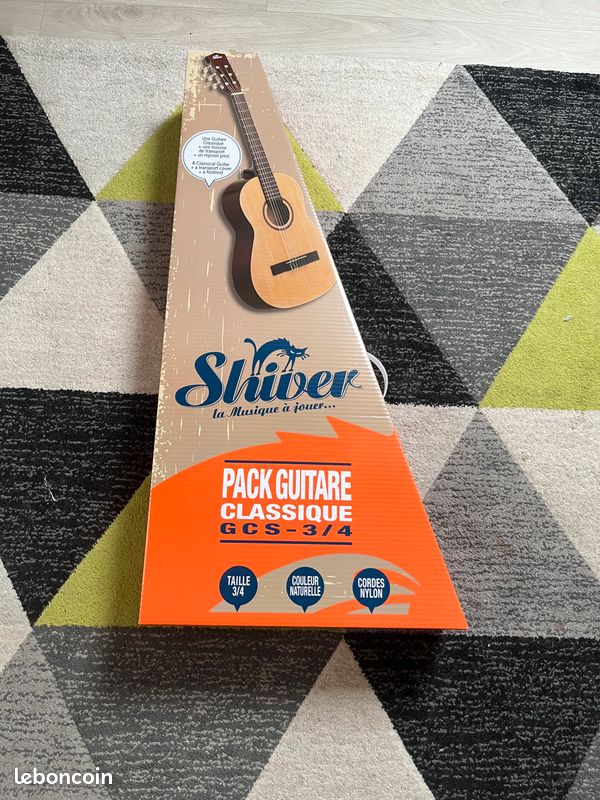 Une Guitare
Classique
+ une housse
de transport
+ un repose pied
A Classical Guitar
+ a transport cover
+ a footrest
Shiver
la Musique à jouer...
PACK GUITARE
CLASSIQUE
GCS-3/4
TAILLE
3/4
COULEUR
NATURELLE
CORDES
NYLON
leboncoin